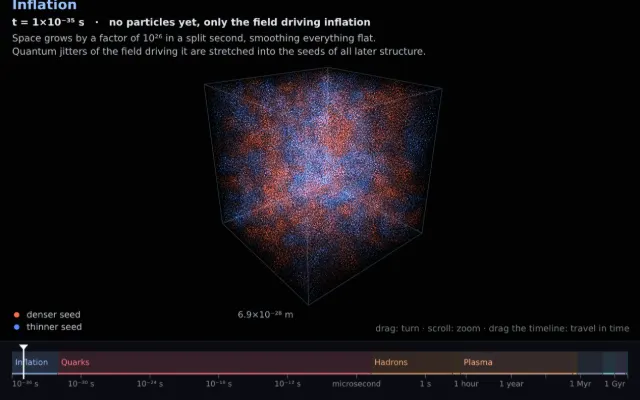 Inflation
t = 1×10⁻³⁵ s · no particles yet, only the field driving inflation
Space grows by a factor of 10²⁶ in a split second, smoothing everything flat.
Quantum jitters of the field driving it are stretched into the seeds of all later structure.
denser seed
thinner seed
6.9×10⁻²⁸ m
drag: turn · scroll: zoom · drag the timeline: travel in time
Inflation Quarks Hadrons Plasma
10⁻³⁶ s 10⁻³⁰ s 10⁻²⁴ s 10⁻¹⁸ s 10⁻¹² s microsecond 1 s 1 hour 1 year 1 Myr 1 Gyr